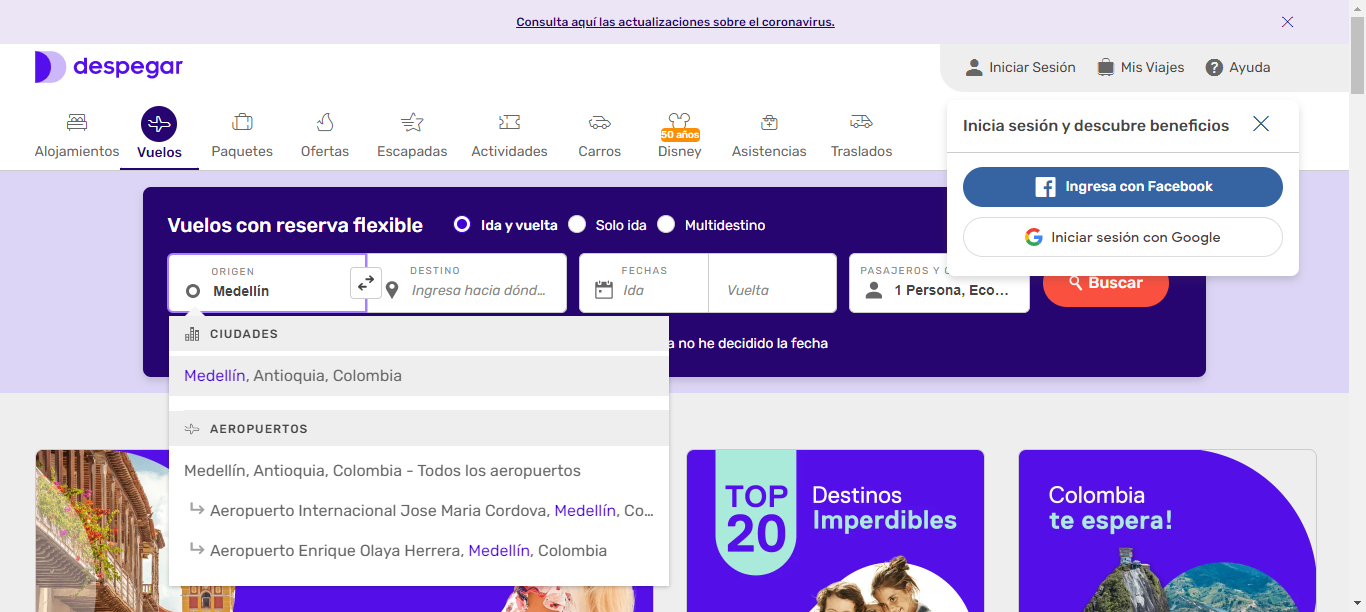 Consulta aquí las actualizaciones sobre el coronavirus.
despegar
Iniciar Sesión
Mis Viajes
Ayuda
Alojamientos
Vuelos
Paquetes
Ofertas
Escapadas
Actividades
Carros
50 años
Disney
Asistencias
Traslados
Inicia sesión y descubre beneficios
Ingresa con Facebook
Iniciar sesión con Google
Vuelos con reserva flexible
Ida y vuelta
Solo ida
Multidestino
ORIGEN
Medellín
DESTINO
Ingresa hacia dónd...
FECHAS
Ida
Vuelta
PASAJEROS Y
1 Persona, Eco...
Buscar
no he decidido la fecha
CIUDADES
Medellín, Antioquia, Colombia
AEROPUERTOS
Medellín, Antioquia, Colombia - Todos los aeropuertos
Aeropuerto Internacional Jose Maria Cordova, Medellín, Co...
Aeropuerto Enrique Olaya Herrera, Medellín, Colombia
TOP
20
Destinos
Imperdibles
Colombia
te espera!